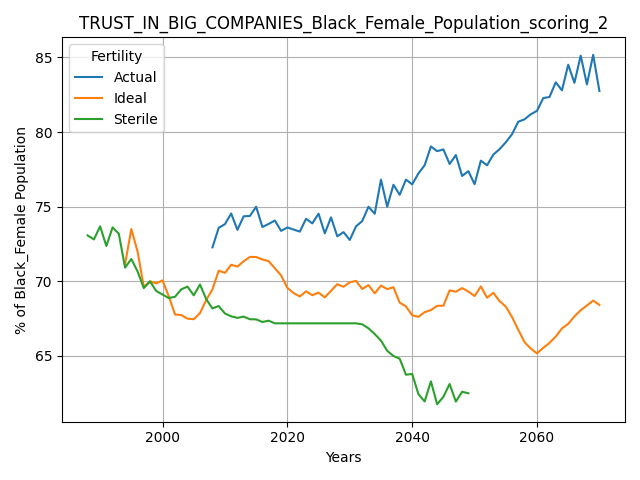 TRUST_IN_BIG_COMPANIES_Black_Female_Population_scoring_2
Fertility
Actual
Ideal
Sterile
% of Black_Female Population
85
80
75
70
65
2000
2020
2040
2060
Years